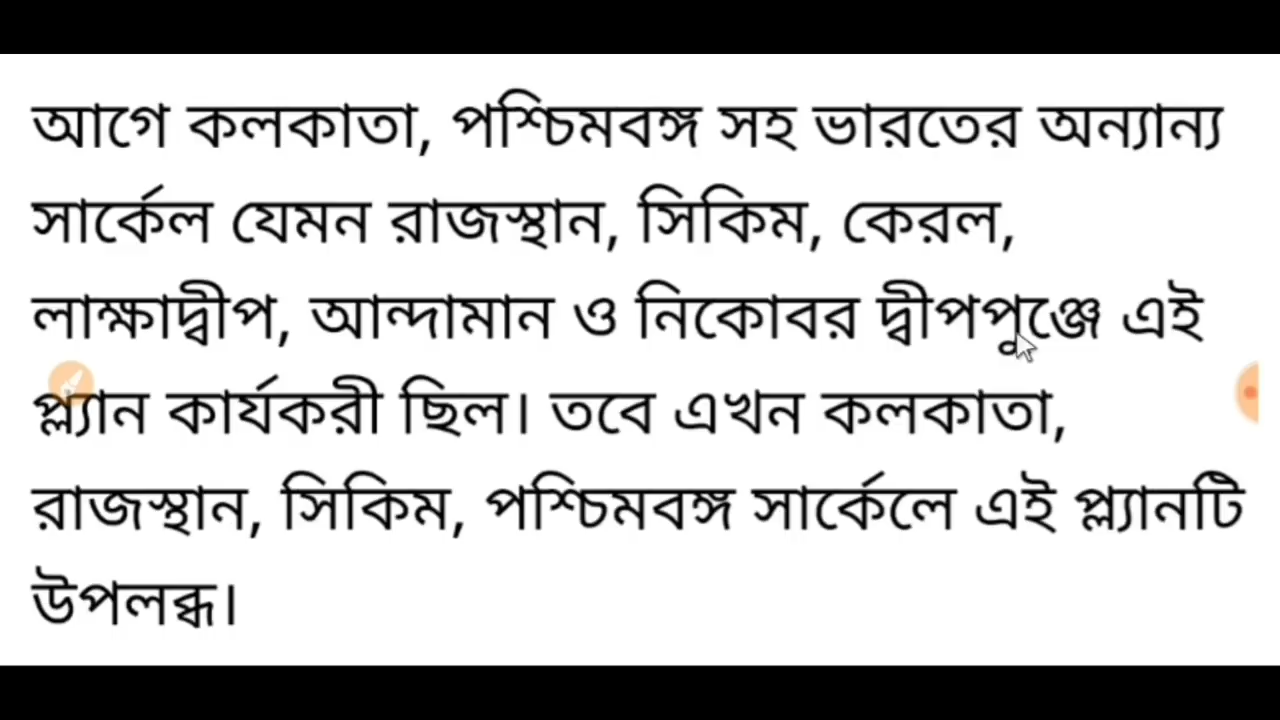 আগে কলকাতা, পশ্চিমবঙ্গ সহ ভারতের অন্যান্য
সার্কেল যেমন রাজস্থান, সিকিম, কেরল,
লাক্ষাদ্বীপ, আন্দামান ও নিকোবর দ্বীপপুঞ্জে এই
প্ল্যান কার্যকরী ছিল। তবে এখন কলকাতা,
রাজস্থান, সিকিম, পশ্চিমবঙ্গ সার্কেলে এই প্ল্যানটি
উপলব্ধ।